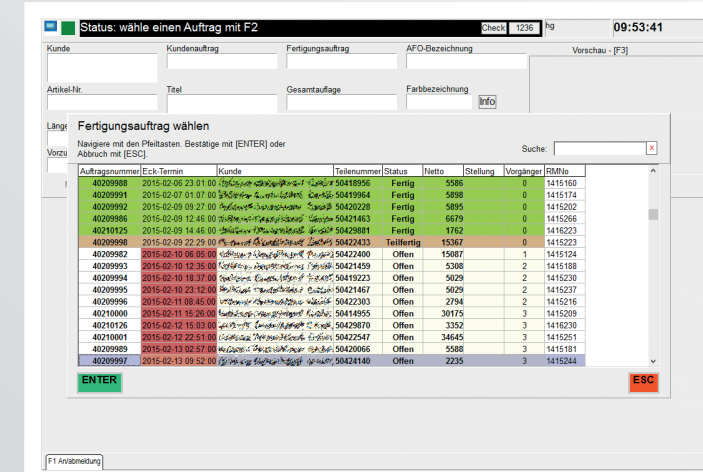 Status: wähle einen Auftrag mit F2 Check 1236 hg 09:53:41
Kunde Kundenauftrag Fertigungsauftrag AFO-Bezeichnung Vorschau - [F3]
Artikel-Nr. Titel Gesamtauflage Farbbezeichnung
Info
Länge
Vorzu
Fertigungsauftrag wählen
Navigiere mit den Pfeiltasten. Bestätige mit [ENTER] oder
Abbruch mit [ESC].
Suche: x
Auftragsnummer Eck-Termin Kunde Teilenummer Status Netto Stellung Vorgänger RMNo
40209988 2015-02-06 23:01:00 50418956 Fertig 5586 0 1415160
40209991 2015-02-07 01:07:00 50419964 Fertig 5898 0 1415174
40209992 2015-02-09 09:27:00 50420228 Fertig 5895 0 1415202
40209986 2015-02-09 12:46:00 50421463 Fertig 6679 0 1415266
40210125 2015-02-09 14:46:00 50429881 Fertig 1762 0 1416223
40209998 2015-02-09 22:29:00 50422433 Teilfertig 15367 0 1415223
40209982 2015-02-10 06:05:00 50422400 Offen 15087 1 1415124
40209993 2015-02-10 12:35:00 50421459 Offen 5308 2 1415188
40209994 2015-02-10 18:37:00 50419223 Offen 5029 2 1415230
40209995 2015-02-10 23:12:00 50421467 Offen 5029 2 1415237
40209996 2015-02-11 08:45:00 50422303 Offen 2794 2 1415216
40210000 2015-02-11 15:26:00 50414955 Offen 30175 3 1415209
40210126 2015-02-12 15:03:00 50429870 Offen 3352 3 1416230
40210001 2015-02-12 22:51:00 50422547 Offen 34645 3 1415251
40209989 2015-02-13 02:57:00 50420066 Offen 5588 3 1415181
40209997 2015-02-13 09:52:00 50424140 Offen 2235 3 1415244
ENTER ESC
F1 An/abmeldung